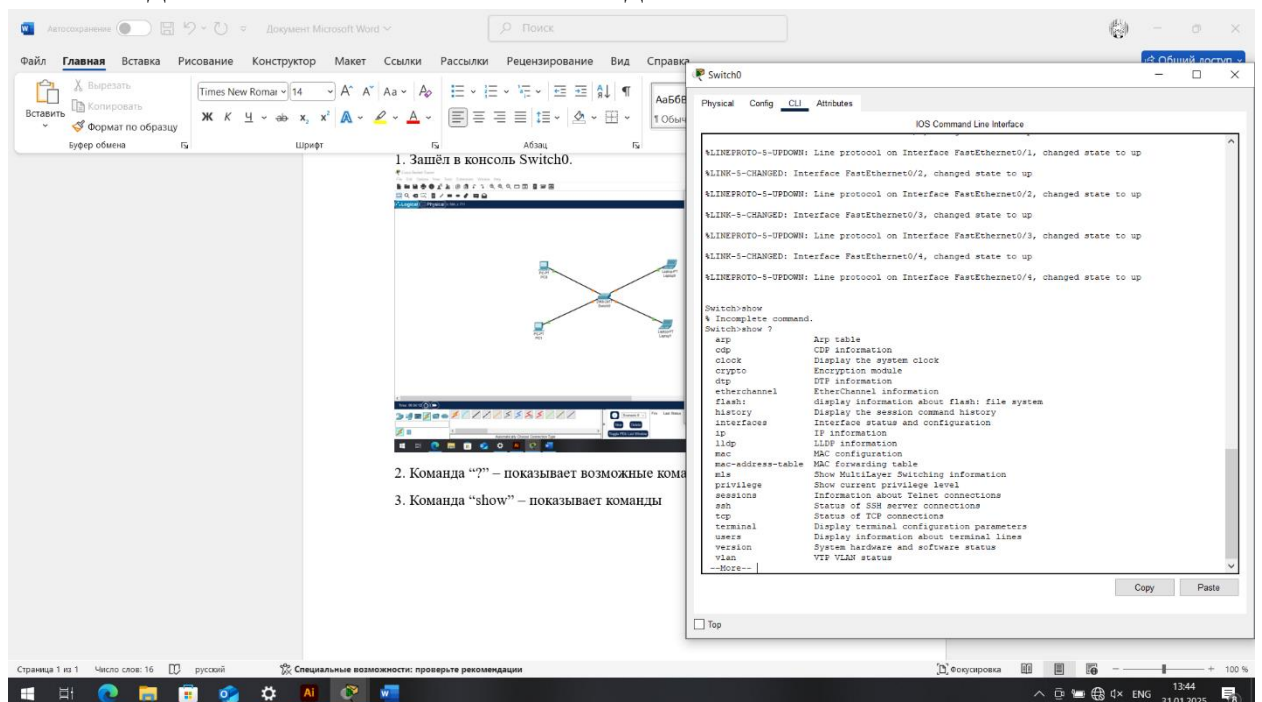 Автосохранение
Документ Microsoft Word
Поиск
Файл Главная Вставка Рисование Конструктор Макет Ссылки Рассылки Рецензирование Вид Справка
Общий доступ
Вставить
Вырезать
Копировать
Формат по образцу
Буфер обмена
Times New Roman 14
Ж К Ч
Шрифт
Абзац
АаБбВ
1 Обыч
1. Зашёл в консоль Switch0.
2. Команда “?” – показывает возможные кома
3. Команда “show” – показывает команды
Switch0
Physical Config CLI Attributes
IOS Command Line Interface
%LINEPROTO-5-UPDOWN: Line protocol on Interface FastEthernet0/1, changed state to up
%LINK-5-CHANGED: Interface FastEthernet0/2, changed state to up
%LINEPROTO-5-UPDOWN: Line protocol on Interface FastEthernet0/2, changed state to up
%LINK-5-CHANGED: Interface FastEthernet0/3, changed state to up
%LINEPROTO-5-UPDOWN: Line protocol on Interface FastEthernet0/3, changed state to up
%LINK-5-CHANGED: Interface FastEthernet0/4, changed state to up
%LINEPROTO-5-UPDOWN: Line protocol on Interface FastEthernet0/4, changed state to up
Switch>show
% Incomplete command.
Switch>show ?
arp Arp table
cdp CDP information
clock Display the system clock
crypto Encryption module
dtp DTP information
etherchannel EtherChannel information
flash: display information about flash: file system
history Display the session command history
interfaces Interface status and configuration
ip IP information
lldp LLDP information
mac MAC configuration
mac-address-table MAC forwarding table
mls Show MultiLayer Switching information
privilege Show current privilege level
sessions Information about Telnet connections
ssh Status of SSH server connections
tcp Status of TCP connections
terminal Display terminal configuration parameters
users Display information about terminal lines
version System hardware and software status
vlan VTP VLAN status
--More--
Copy Paste
Top
Страница 1 из 1 Число слов: 16 русский Специальные возможности: проверьте рекомендации Фокусировка 100 %
ENG 13:44
31.01.2025